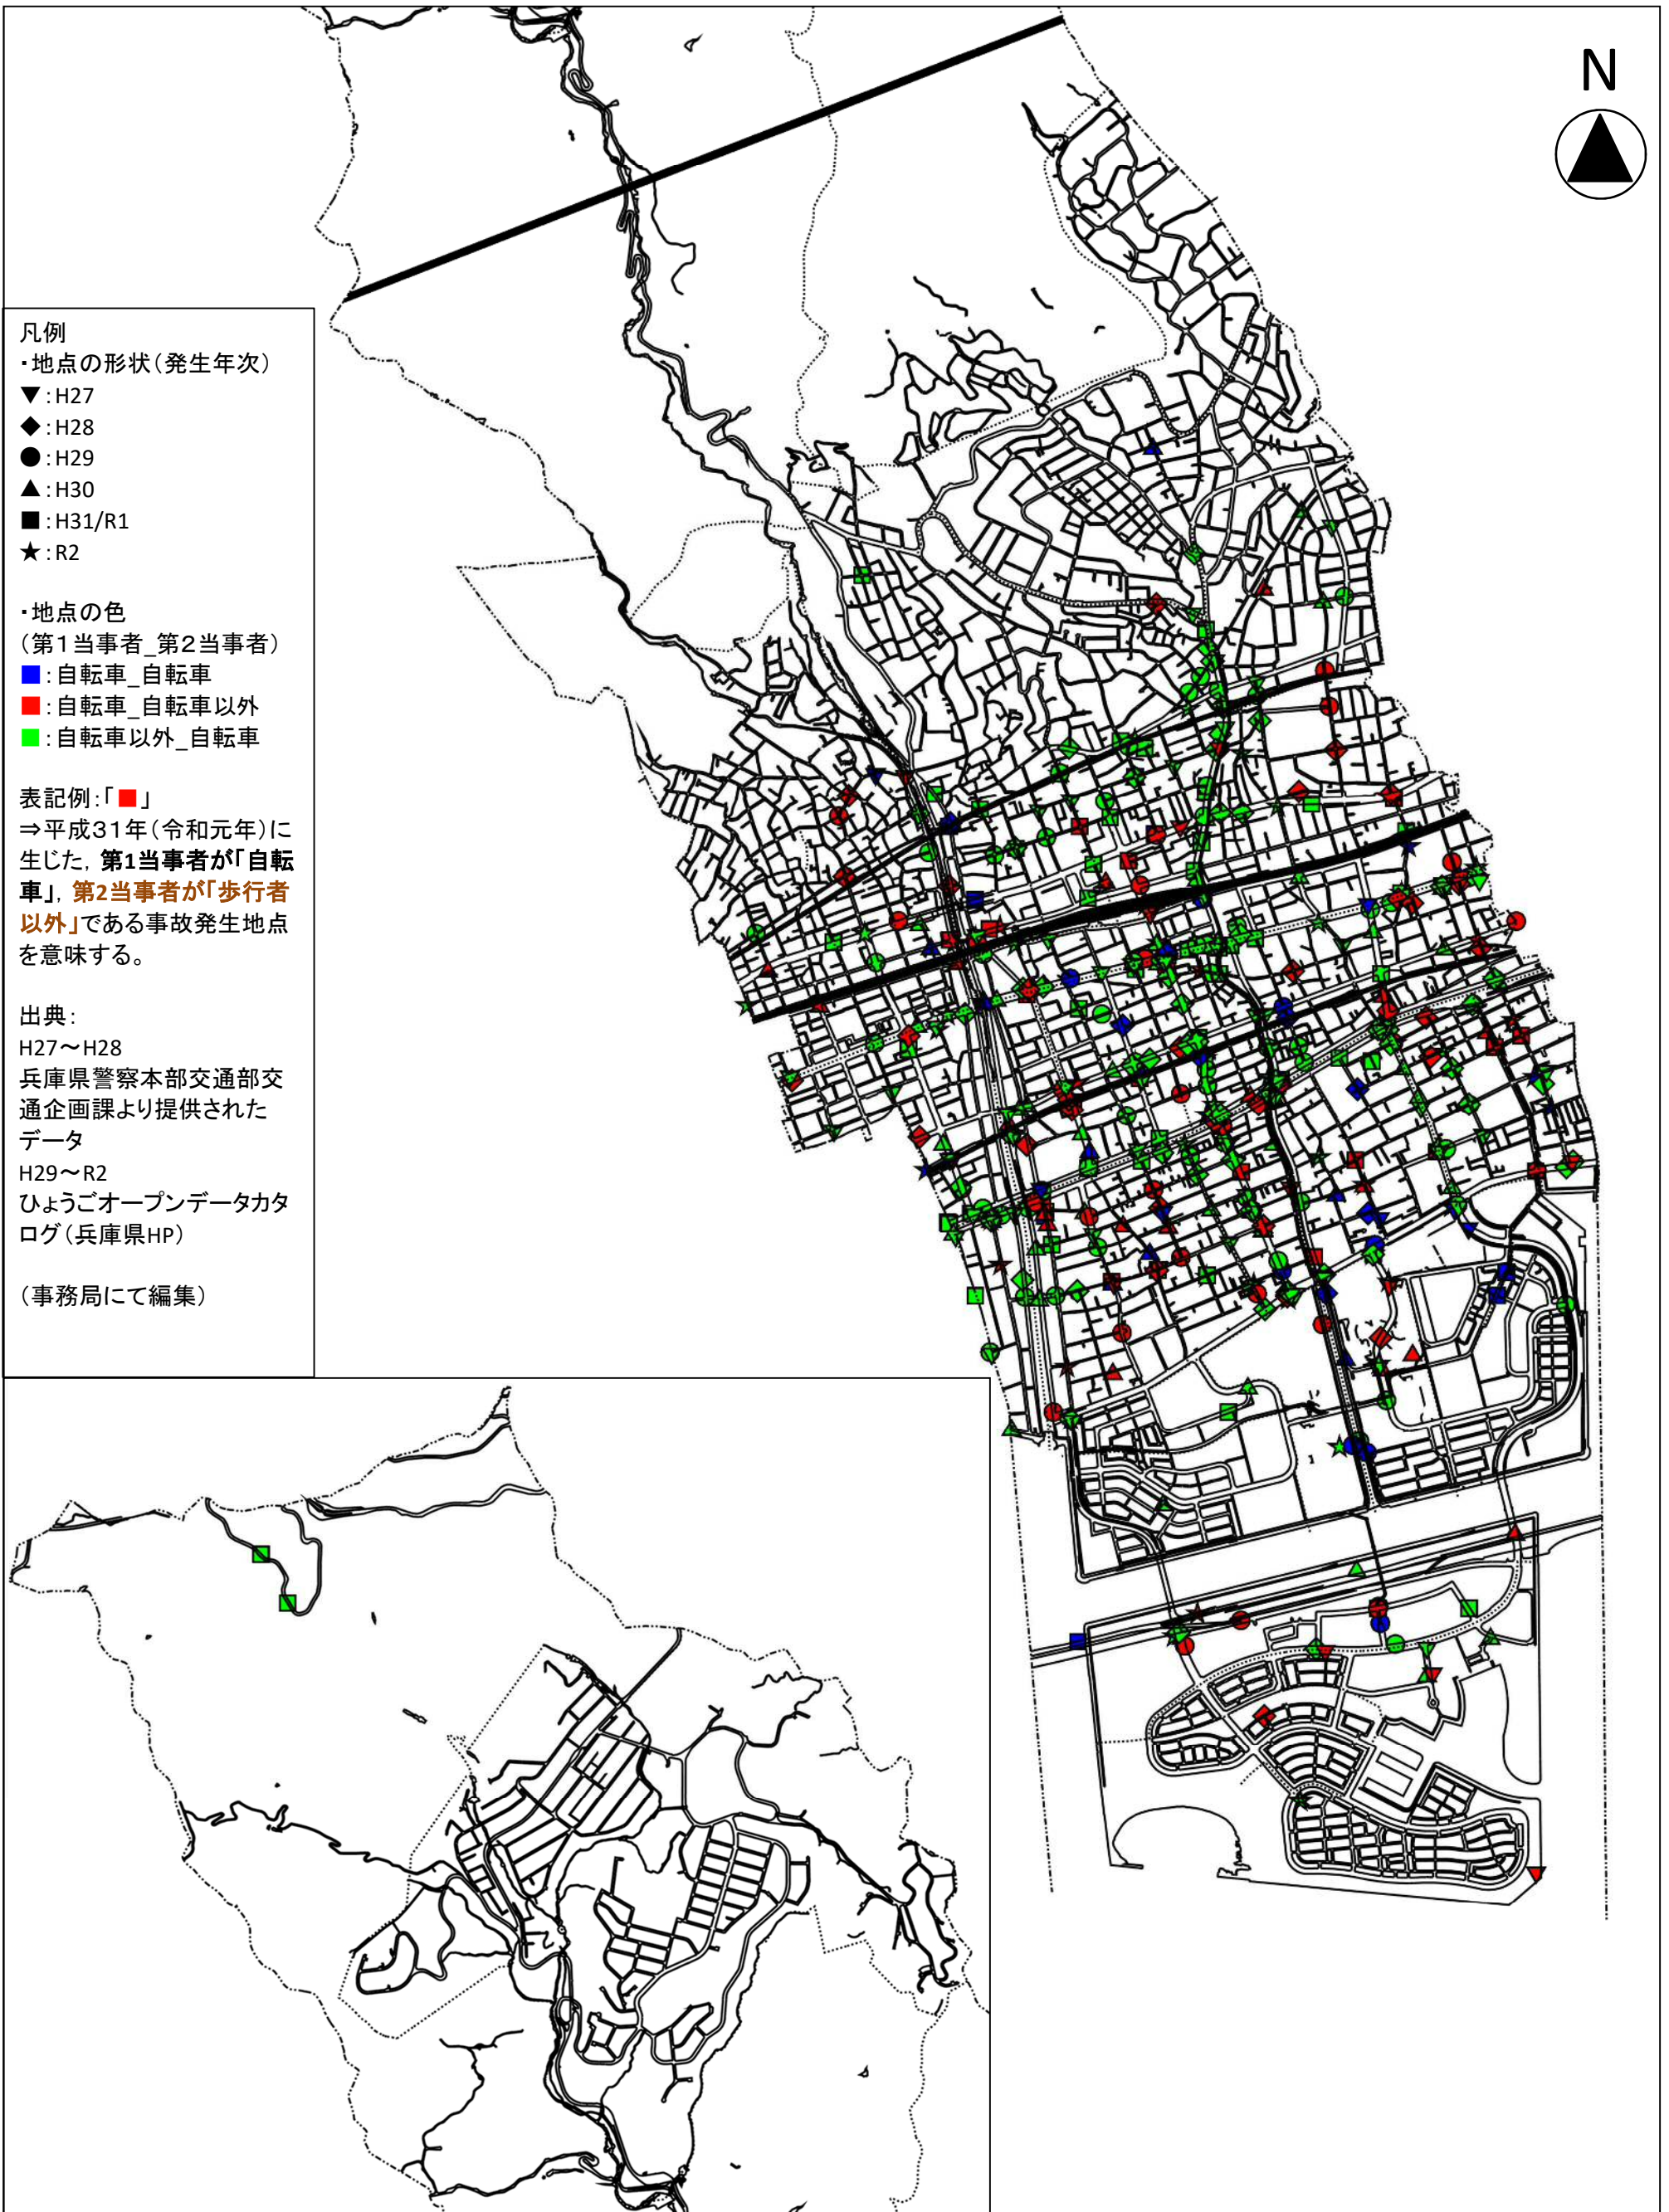 N
凡例
・地点の形状（発生年次）
▼：H27
◆：H28
●：H29
▲：H30
■：H31/R1
★：R2
・地点の色
（第１当事者_第２当事者）
■：自転車_自転車
■：自転車_自転車以外
■：自転車以外_自転車
表記例：「■」
⇒平成３１年（令和元年）に
生じた，第1当事者が「自転
車」，第2当事者が「歩行者
以外」である事故発生地点
を意味する。
出典：
H27～H28
兵庫県警察本部交通部交
通企画課より提供された
データ
H29～R2
ひょうごオープンデータカタ
ログ（兵庫県HP）
（事務局にて編集）